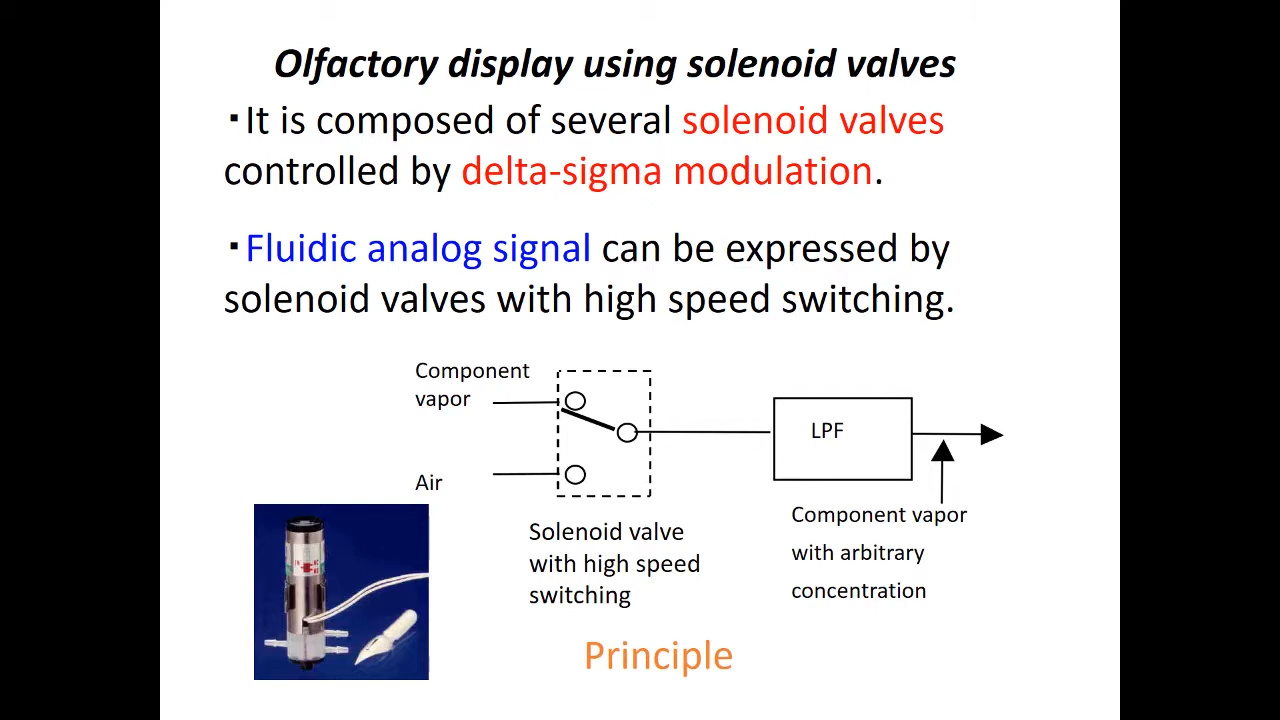 Olfactory display using solenoid valves
･It is composed of several solenoid valves
controlled by delta-sigma modulation.
･Fluidic analog signal can be expressed by
solenoid valves with high speed switching.
Component
vapor
Air
LPF
Solenoid valve
with high speed
switching
Component vapor
with arbitrary
concentration
Principle